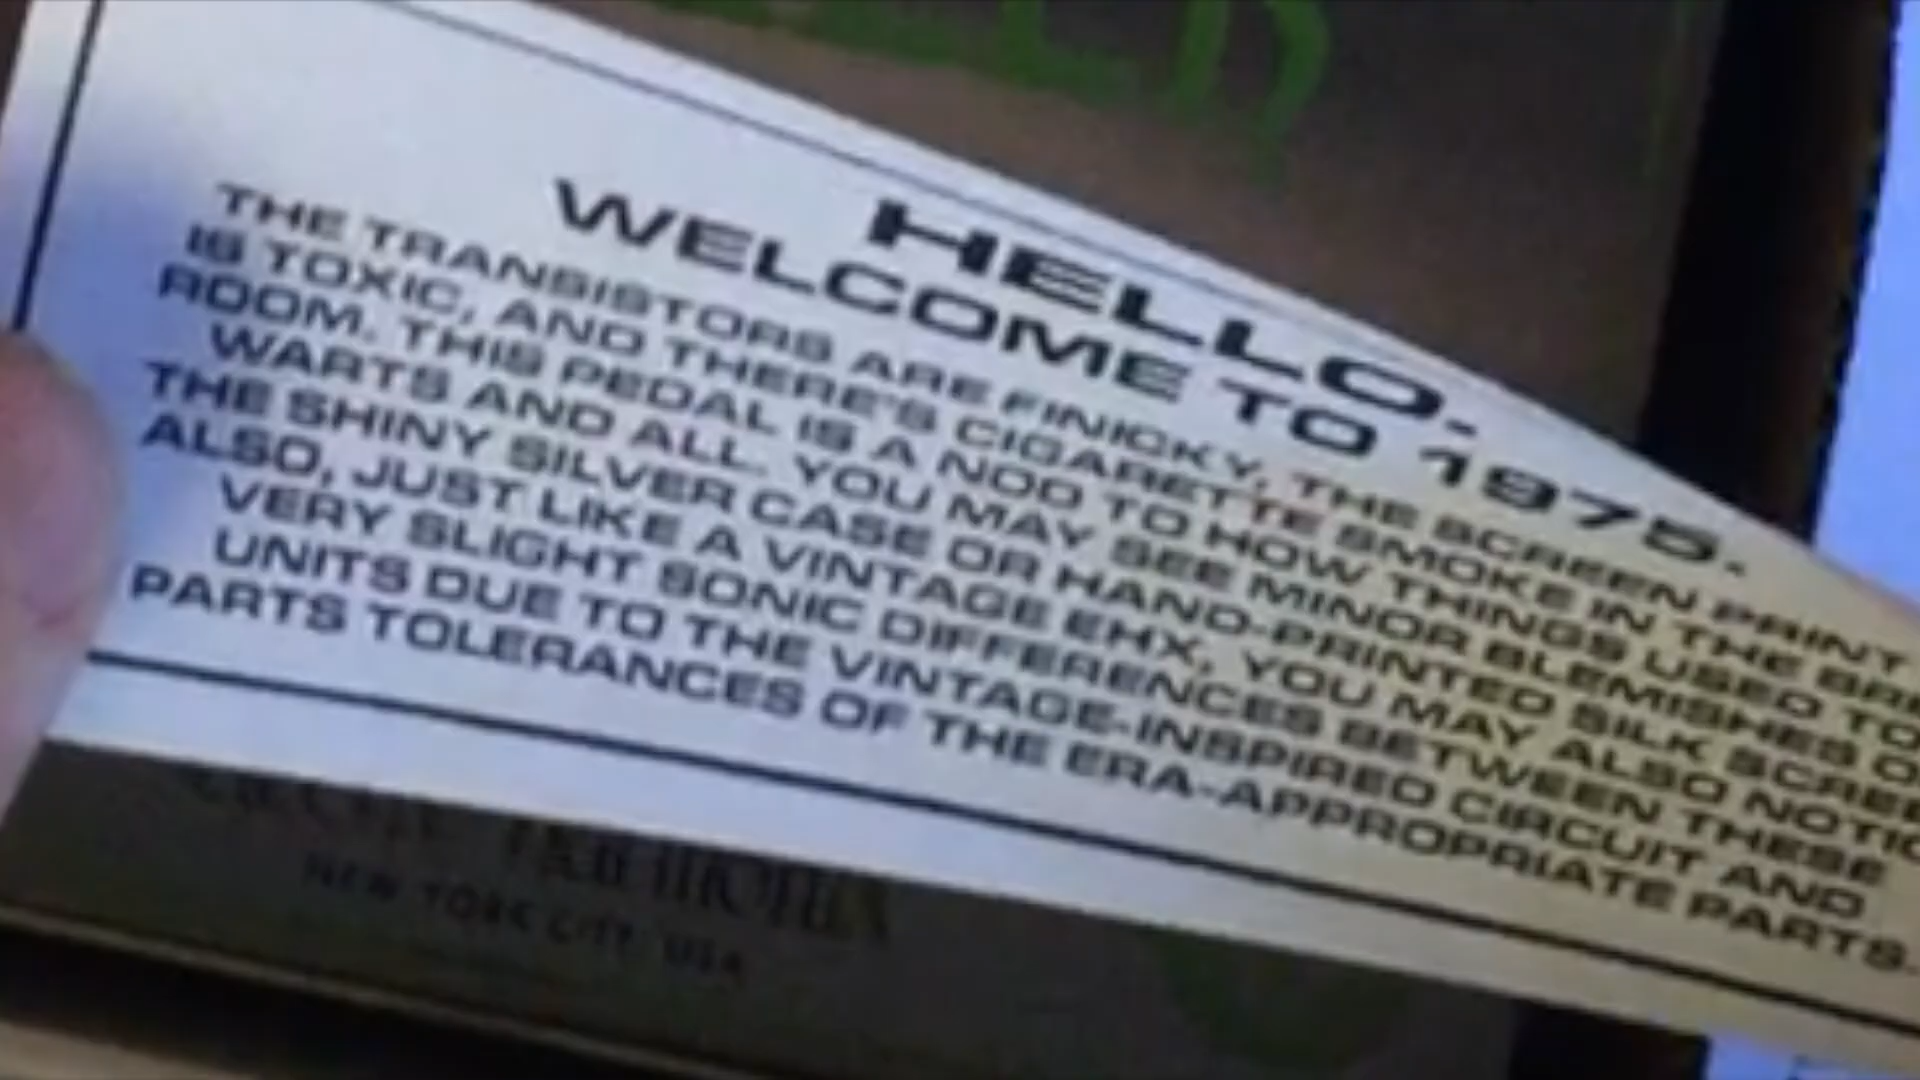 HELLO.
WELCOME TO 1975.
THE TRANSISTORS ARE FINICKY, THE SCREEN PRINT
IS TOXIC, AND THERE'S CIGARETTE SMOKE IN THE BRE
ROOM. THIS PEDAL IS A NOD TO HOW THINGS USED TO
WARTS AND ALL. YOU MAY SEE MINOR BLEMISHES O
THE SHINY SILVER CASE OR HAND-PRINTED SILK SCREE
ALSO, JUST LIKE A VINTAGE EHX, YOU MAY ALSO NOTIC
VERY SLIGHT SONIC DIFFERENCES BETWEEN THESE
UNITS DUE TO THE VINTAGE-INSPIRED CIRCUIT AND
PARTS TOLERANCES OF THE ERA-APPROPRIATE PARTS.
NEW YORK CITY, USA